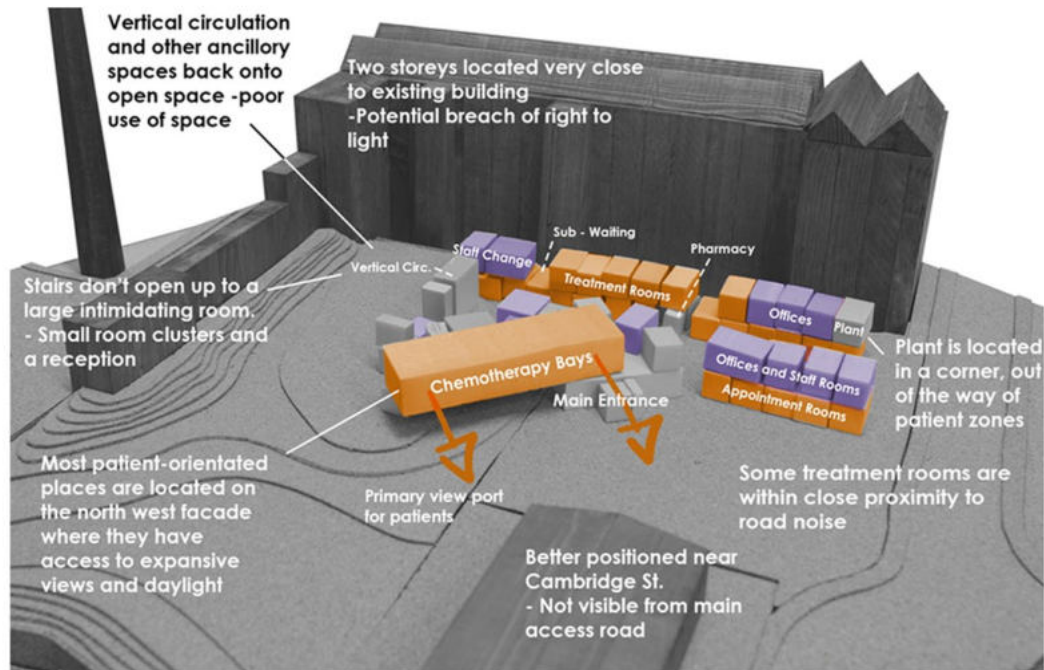 Vertical circulation
and other ancillory
spaces back onto
open space -poor
use of space
Two storeys located very close
to existing building
-Potential breach of right to
light
Sub - Waiting
Pharmacy
Staff Change
Vertical Circ.
Treatment Rooms
Stairs don't open up to a
large intimidating room.
- Small room clusters and
a reception
Offices
Plant
Plant is located
in a corner, out
of the way of
patient zones
Chemotherapy Bays
Offices and Staff Rooms
Main Entrance
Appointment Rooms
Most patient-orientated
places are located on
the north west facade
where they have
access to expansive
views and daylight
Primary view port
for patients
Some treatment rooms are
within close proximity to
road noise
Better positioned near
Cambridge St.
- Not visible from main
access road